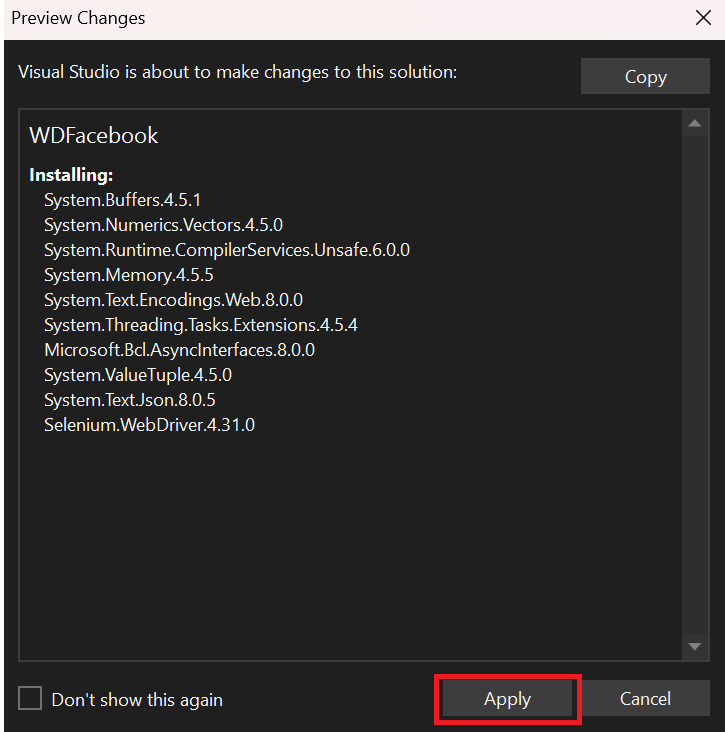 Preview Changes
Visual Studio is about to make changes to this solution:
Copy
WDFacebook
Installing:
System.Buffers.4.5.1
System.Numerics.Vectors.4.5.0
System.Runtime.CompilerServices.Unsafe.6.0.0
System.Memory.4.5.5
System.Text.Encodings.Web.8.0.0
System.Threading.Tasks.Extensions.4.5.4
Microsoft.Bcl.AsyncInterfaces.8.0.0
System.ValueTuple.4.5.0
System.Text.Json.8.0.5
Selenium.WebDriver.4.31.0
Don't show this again
Apply
Cancel